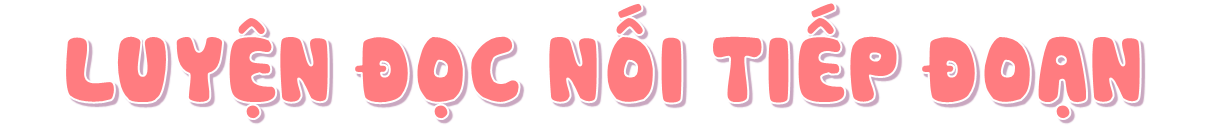 LUYỆN ĐỌC NỐI TIẾP ĐOẠN